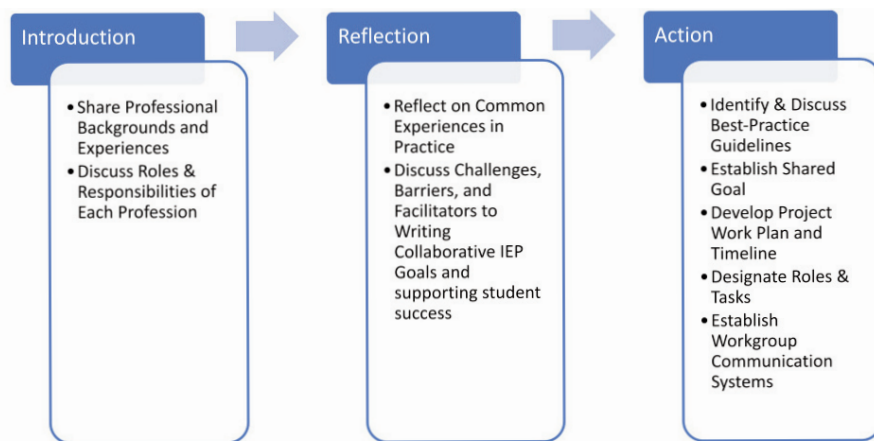 Introduction
• Share Professional
Backgrounds and
Experiences
• Discuss Roles &
Responsibilities of
Each Profession
Reflection
• Reflect on Common
Experiences in
Practice
• Discuss Challenges,
Barriers, and
Facilitators to
Writing
Collaborative IEP
Goals and
supporting student
success
Action
• Identify & Discuss
Best-Practice
Guidelines
• Establish Shared
Goal
• Develop Project
Work Plan and
Timeline
• Designate Roles &
Tasks
• Establish
Workgroup
Communication
Systems